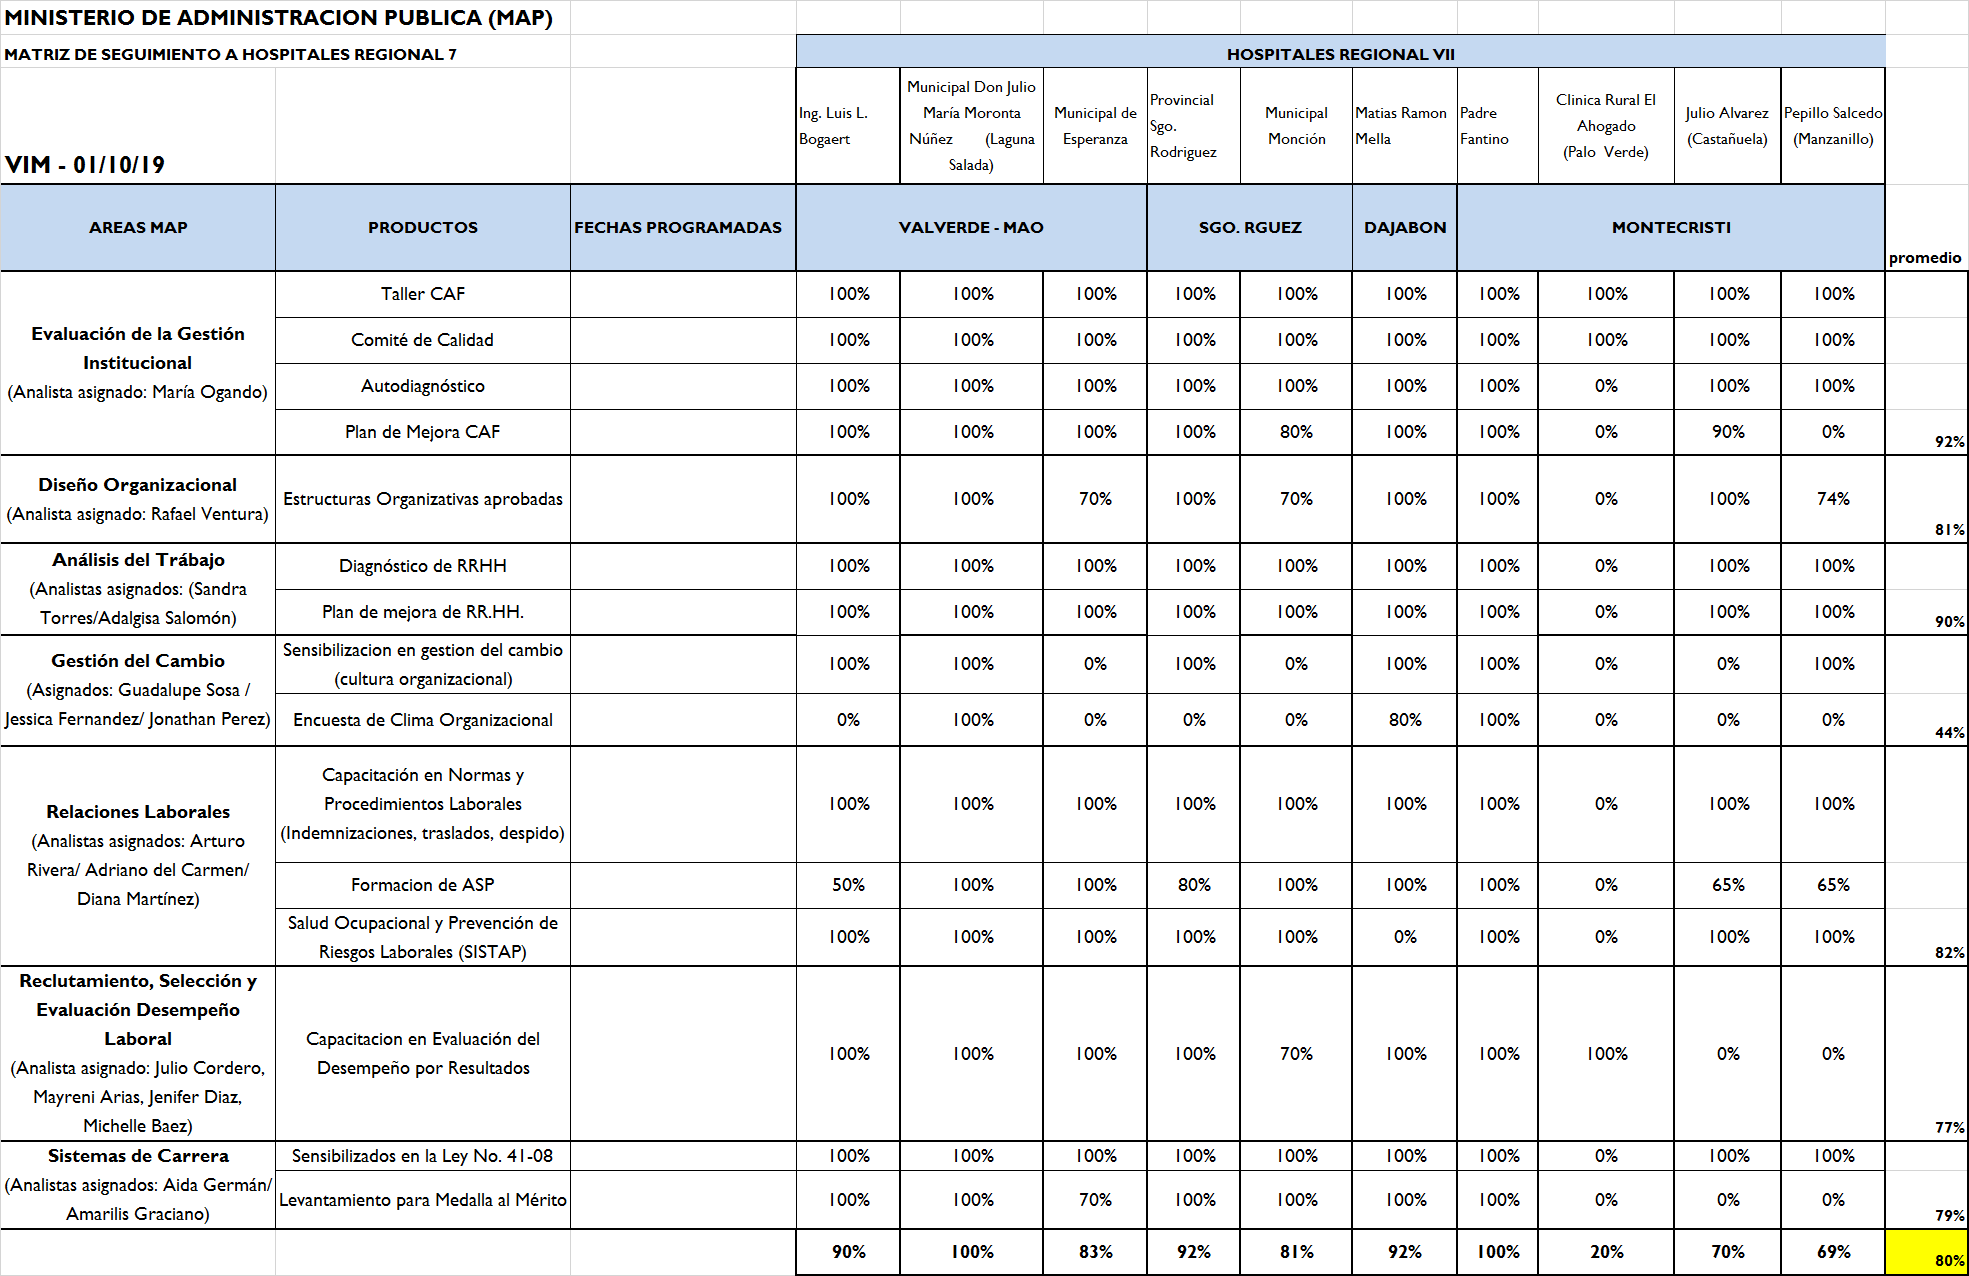 MINISTERIO DE ADMINISTRACION PUBLICA (MAP)
MATRIZ DE SEGUIMIENTO A HOSPITALES REGIONAL 7
HOSPITALES REGIONAL VII
VIM - 01/10/19
Ing. Luis L.
Bogaert
Municipal Don Julio
María Moronta
Núñez (Laguna
Salada)
Municipal de
Esperanza
Provincial
Sgo.
Rodriguez
Municipal
Monción
Matias Ramon
Mella
Padre
Fantino
Clinica Rural El
Ahogado
(Palo Verde)
Julio Alvarez
(Castañuela)
Pepillo Salcedo
(Manzanillo)
AREAS MAP PRODUCTOS FECHAS PROGRAMADAS VALVERDE - MAO SGO. RGUEZ DAJABON MONTECRISTI promedio
Evaluación de la Gestión
Institucional
(Analista asignado: María Ogando)
Taller CAF 100% 100% 100% 100% 100% 100% 100% 100% 100% 100%
Comité de Calidad 100% 100% 100% 100% 100% 100% 100% 100% 100% 100%
Autodiagnóstico 100% 100% 100% 100% 100% 100% 100% 0% 100% 100%
Plan de Mejora CAF 100% 100% 100% 100% 80% 100% 100% 0% 90% 0% 92%
Diseño Organizacional
(Analista asignado: Rafael Ventura)
Estructuras Organizativas aprobadas 100% 100% 70% 100% 70% 100% 100% 0% 100% 74% 81%
Análisis del Trábajo
(Analistas asignados: (Sandra
Torres/Adalgisa Salomón)
Diagnóstico de RRHH 100% 100% 100% 100% 100% 100% 100% 0% 100% 100%
Plan de mejora de RR.HH. 100% 100% 100% 100% 100% 100% 100% 0% 100% 100% 90%
Gestión del Cambio
(Asignados: Guadalupe Sosa /
Jessica Fernandez/ Jonathan Perez)
Sensibilizacion en gestion del cambio
(cultura organizacional)
100% 100% 0% 100% 0% 100% 100% 0% 0% 100%
Encuesta de Clima Organizacional 0% 100% 0% 0% 0% 80% 100% 0% 0% 0% 44%
Relaciones Laborales
(Analistas asignados: Arturo
Rivera/ Adriano del Carmen/
Diana Martínez)
Capacitación en Normas y
Procedimientos Laborales
(Indemnizaciones, traslados, despido)
100% 100% 100% 100% 100% 100% 100% 0% 100% 100%
Formacion de ASP 50% 100% 100% 80% 100% 100% 100% 0% 65% 65%
Salud Ocupacional y Prevención de
Riesgos Laborales (SISTAP)
100% 100% 100% 100% 100% 0% 100% 0% 100% 100% 82%
Reclutamiento, Selección y
Evaluación Desempeño
Laboral
(Analista asignado: Julio Cordero,
Mayreni Arias, Jenifer Diaz,
Michelle Baez)
Capacitacion en Evaluación del
Desempeño por Resultados
100% 100% 100% 100% 70% 100% 100% 100% 0% 0% 77%
Sistemas de Carrera
(Analistas asignados: Aida Germán/
Amarilis Graciano)
Sensibilizados en la Ley No. 41-08 100% 100% 100% 100% 100% 100% 100% 0% 100% 100%
Levantamiento para Medalla al Mérito 100% 100% 70% 100% 100% 100% 100% 0% 0% 0% 79%
90% 100% 83% 92% 81% 92% 100% 20% 70% 69% 80%